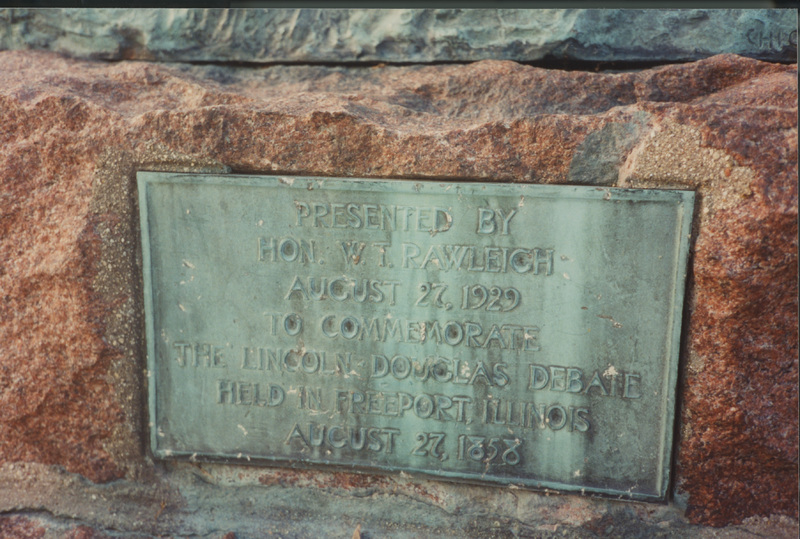 PRESENTED BY
HON. W. T. RAWLEIGH
AUGUST 27, 1929
TO COMMEMORATE
THE LINCOLN-DOUGLAS DEBATE
HELD IN FREEPORT, ILLINOIS
AUGUST 27, 1858